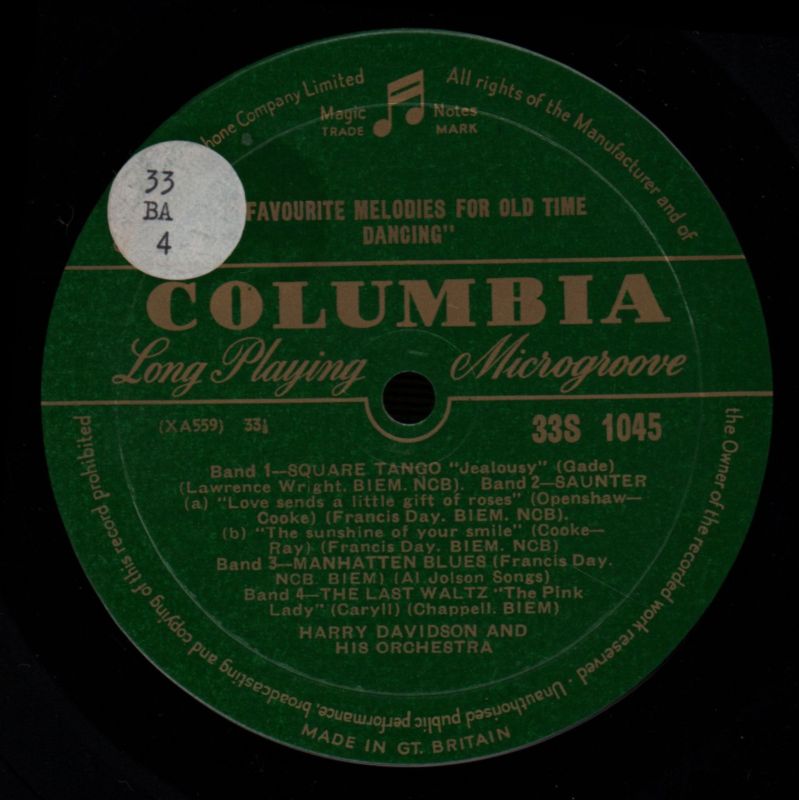 phone Company Limited
Magic Notes
TRADE MARK
All rights of the Manufacturer and of
the Owner of the recorded work reserved - Unauthorised public performance, broadcasting and copying of this record prohibited
33
BA
4
FAVOURITE MELODIES FOR OLD TIME
DANCING"
COLUMBIA
Long Playing Microgroove
(XA559) 33⅓
33S 1045
Band 1—SQUARE TANGO "Jealousy" (Gade)
(Lawrence Wright. BIEM. NCB). Band 2—SAUNTER
(a) "Love sends a little gift of roses" (Openshaw—
Cooke) (Francis Day. BIEM. NCB).
(b) "The sunshine of your smile" (Cooke—
Ray) (Francis Day. BIEM. NCB)
Band 3—MANHATTEN BLUES (Francis Day.
NCB. BIEM) (Al Jolson Songs)
Band 4—THE LAST WALTZ "The Pink
Lady" (Caryll) (Chappell. BIEM)
HARRY DAVIDSON AND
HIS ORCHESTRA
MADE IN GT. BRITAIN